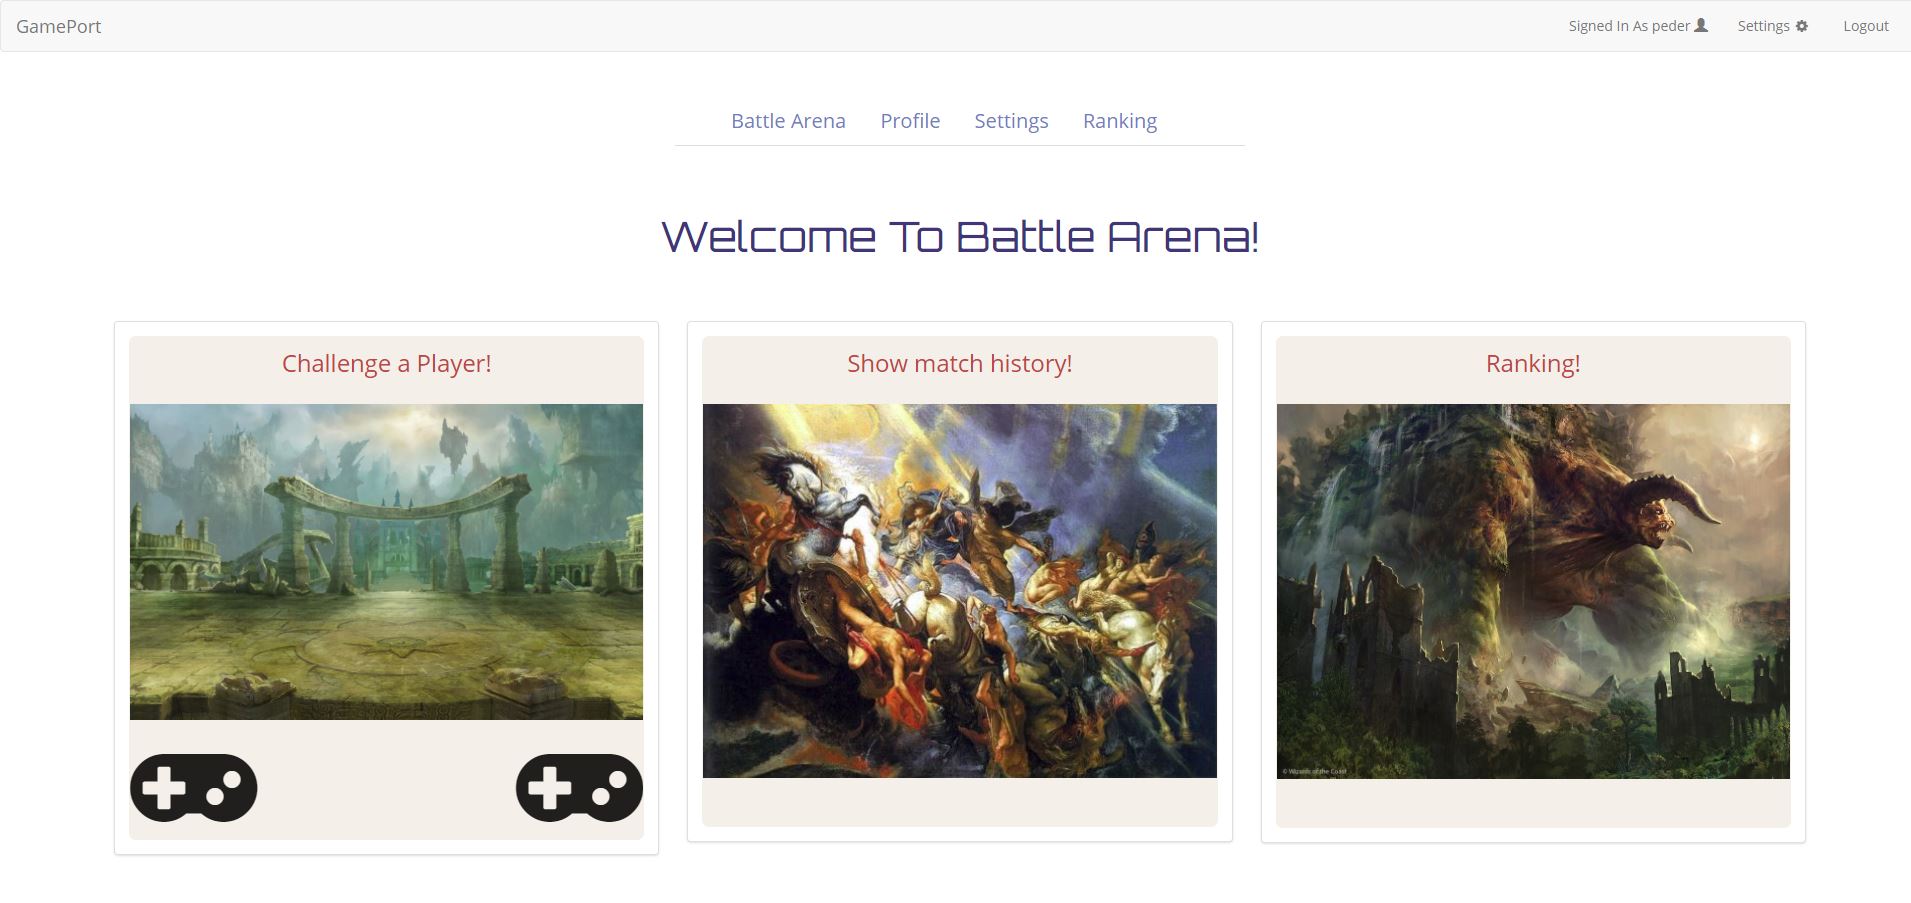 GamePort
Signed In As peder
Settings
Logout
Battle Arena
Profile
Settings
Ranking
Welcome To Battle Arena!
Challenge a Player!
Show match history!
Ranking!
© Wizards of the Coast